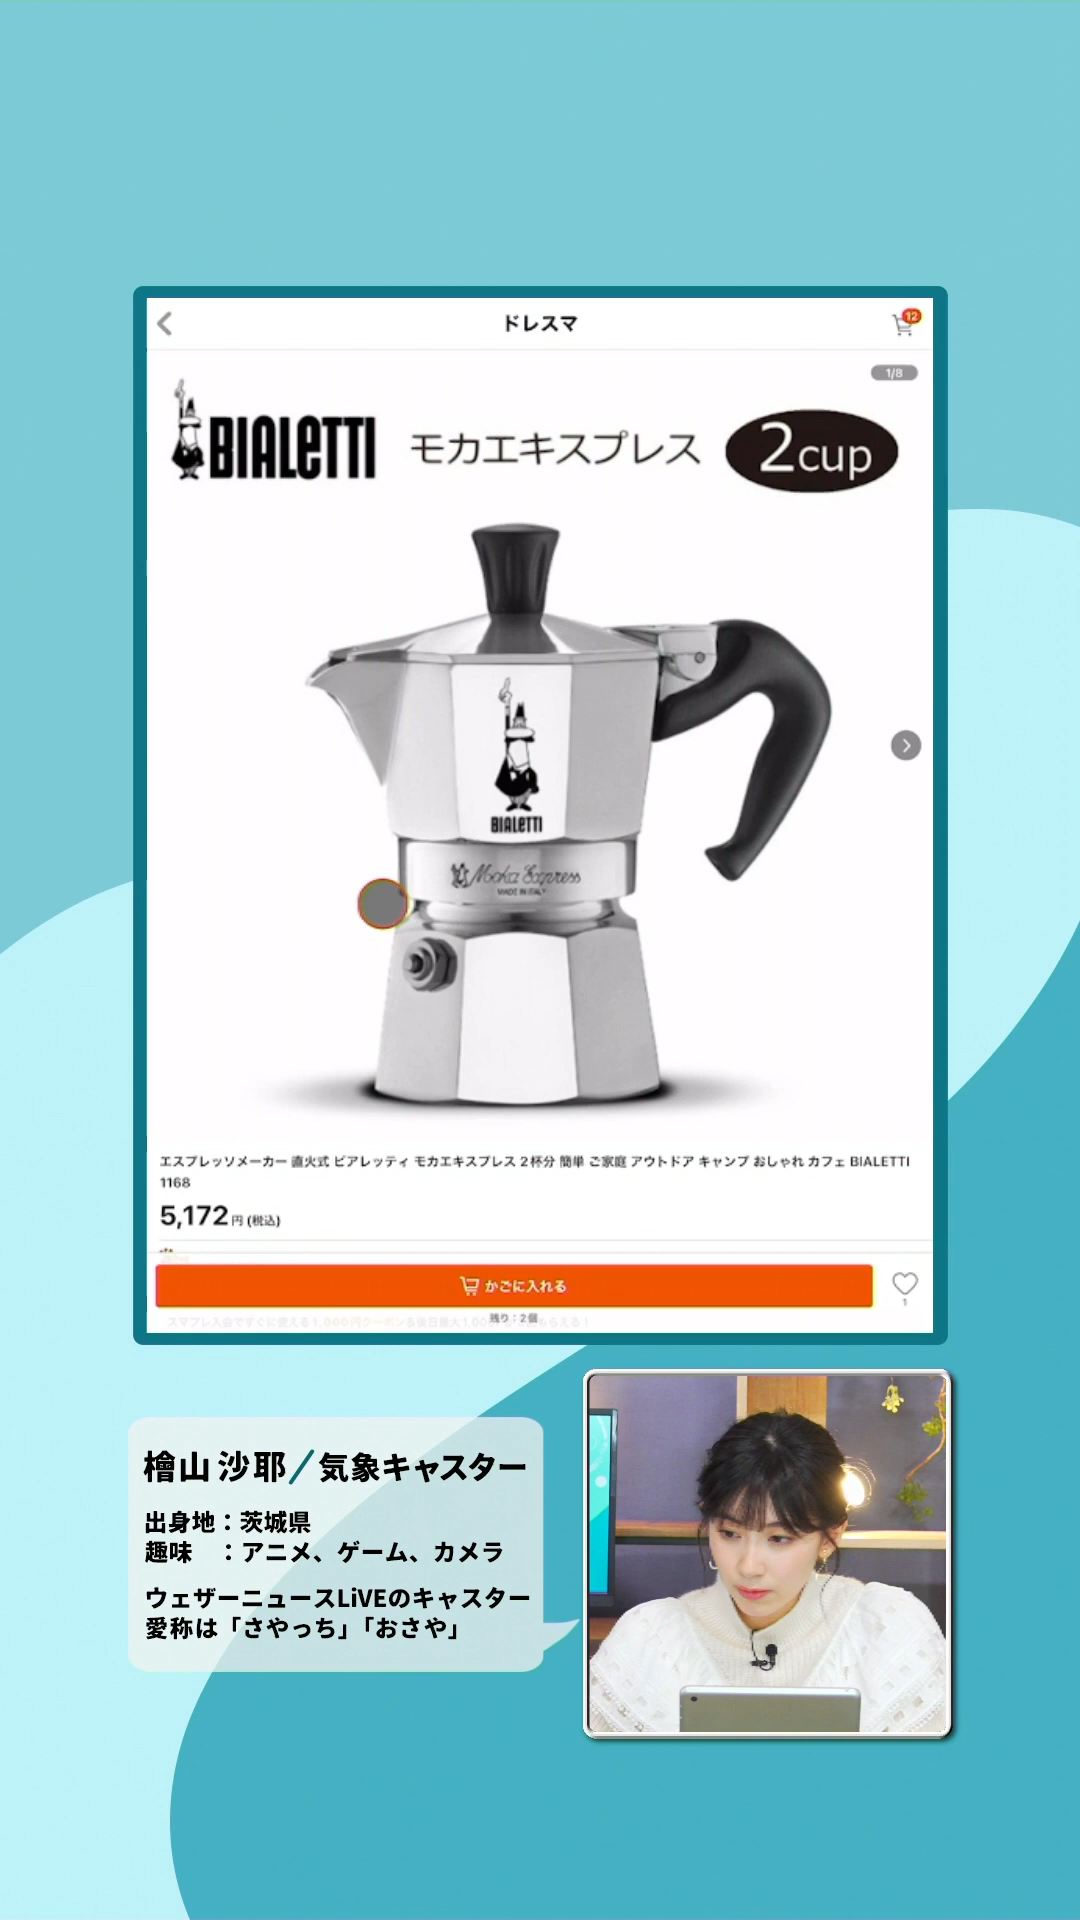 ドレスマ
12
1/8
BIALETTI モカエキスプレス 2cup
BIALETTI
Moka Express
MADE IN ITALY
エスプレッソメーカー 直火式 ビアレッティ モカエキスプレス 2杯分 簡単 ご家庭 アウトドア キャンプ おしゃれ カフェ BIALETTI
1168
5,172円 (税込)
かごに入れる
1
残り：2個
檜山 沙耶/気象キャスター
出身地：茨城県
趣味　：アニメ、ゲーム、カメラ
ウェザーニュースLiVEのキャスター
愛称は「さやっち」「おさや」